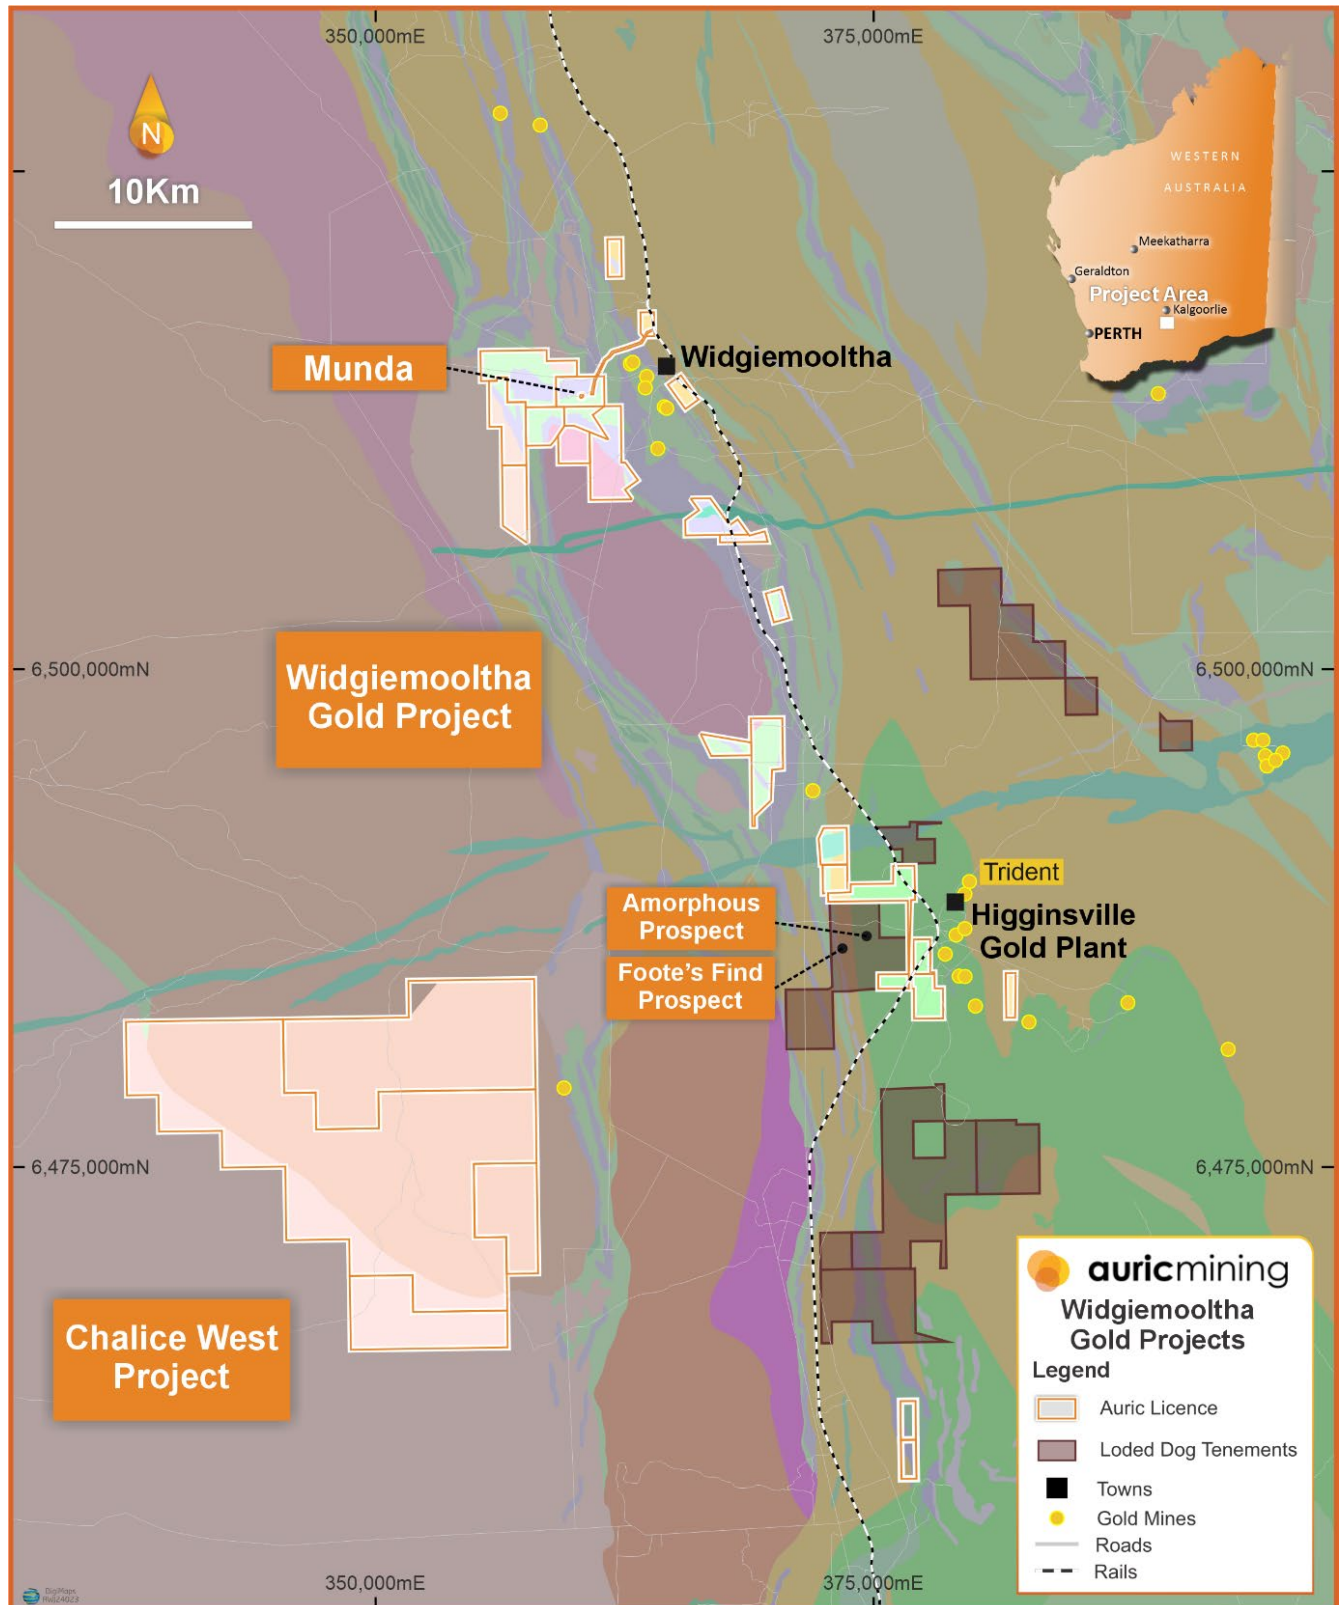 350,000mE
375,000mE
N
10Km
WESTERN
AUSTRALIA
Meekatharra
Geraldton
Project Area
Kalgoorlie
PERTH
Munda
Widgiemooltha
Widgiemooltha
Gold Project
6,500,000mN
6,500,000mN
Trident
Amorphous
Prospect
Higginsville
Gold Plant
Foote's Find
Prospect
6,475,000mN
6,475,000mN
Chalice West
Project
auricmining
Widgiemooltha
Gold Projects
Legend
Auric Licence
Loded Dog Tenements
Towns
Gold Mines
Roads
Rails
350,000mE
375,000mE
DigiMaps